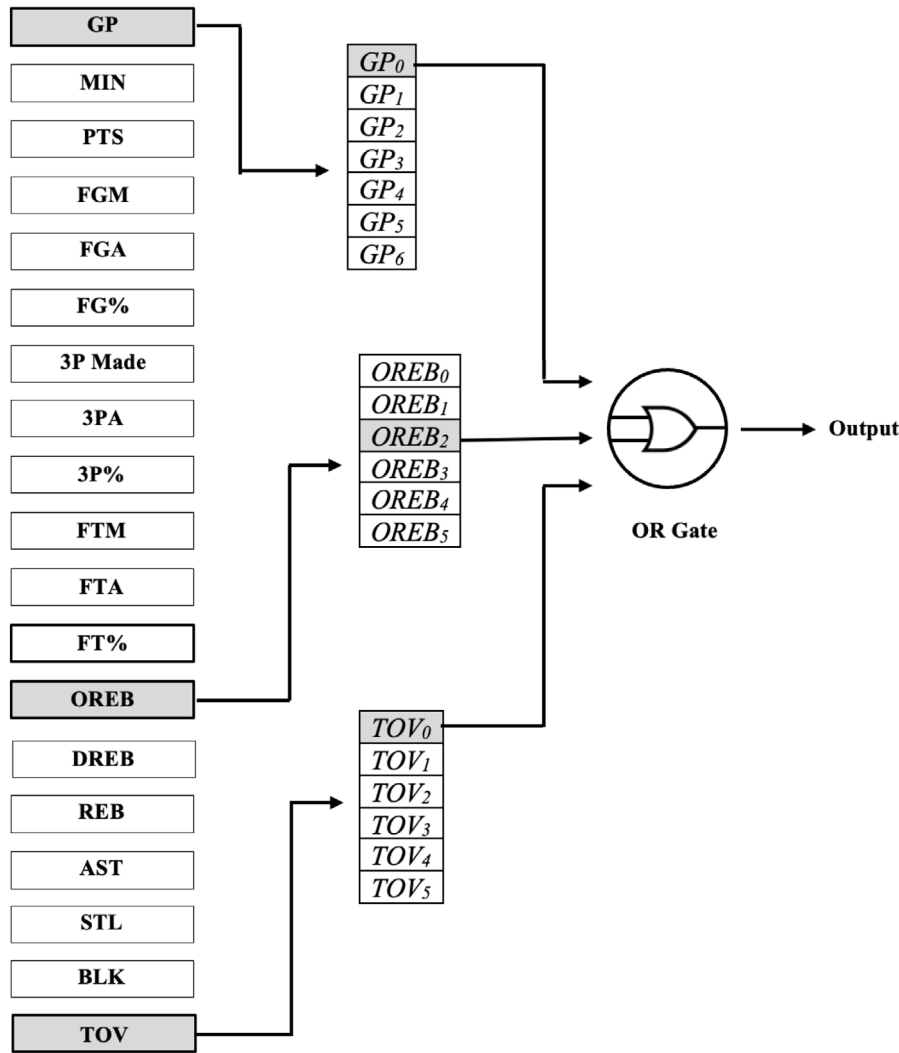 GP
MIN
PTS
FGM
FGA
FG%
3P Made
3PA
3P%
FTM
FTA
FT%
OREB
DREB
REB
AST
STL
BLK
TOV
GP₀
GP₁
GP₂
GP₃
GP₄
GP₅
GP₆
OREB₀
OREB₁
OREB₂
OREB₃
OREB₄
OREB₅
TOV₀
TOV₁
TOV₂
TOV₃
TOV₄
TOV₅
OR Gate
Output